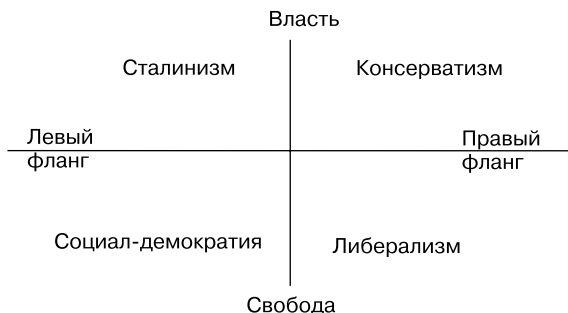 Власть
Сталинизм
Консерватизм
Левый
фланг
Правый
фланг
Социал-демократия
Либерализм
Свобода